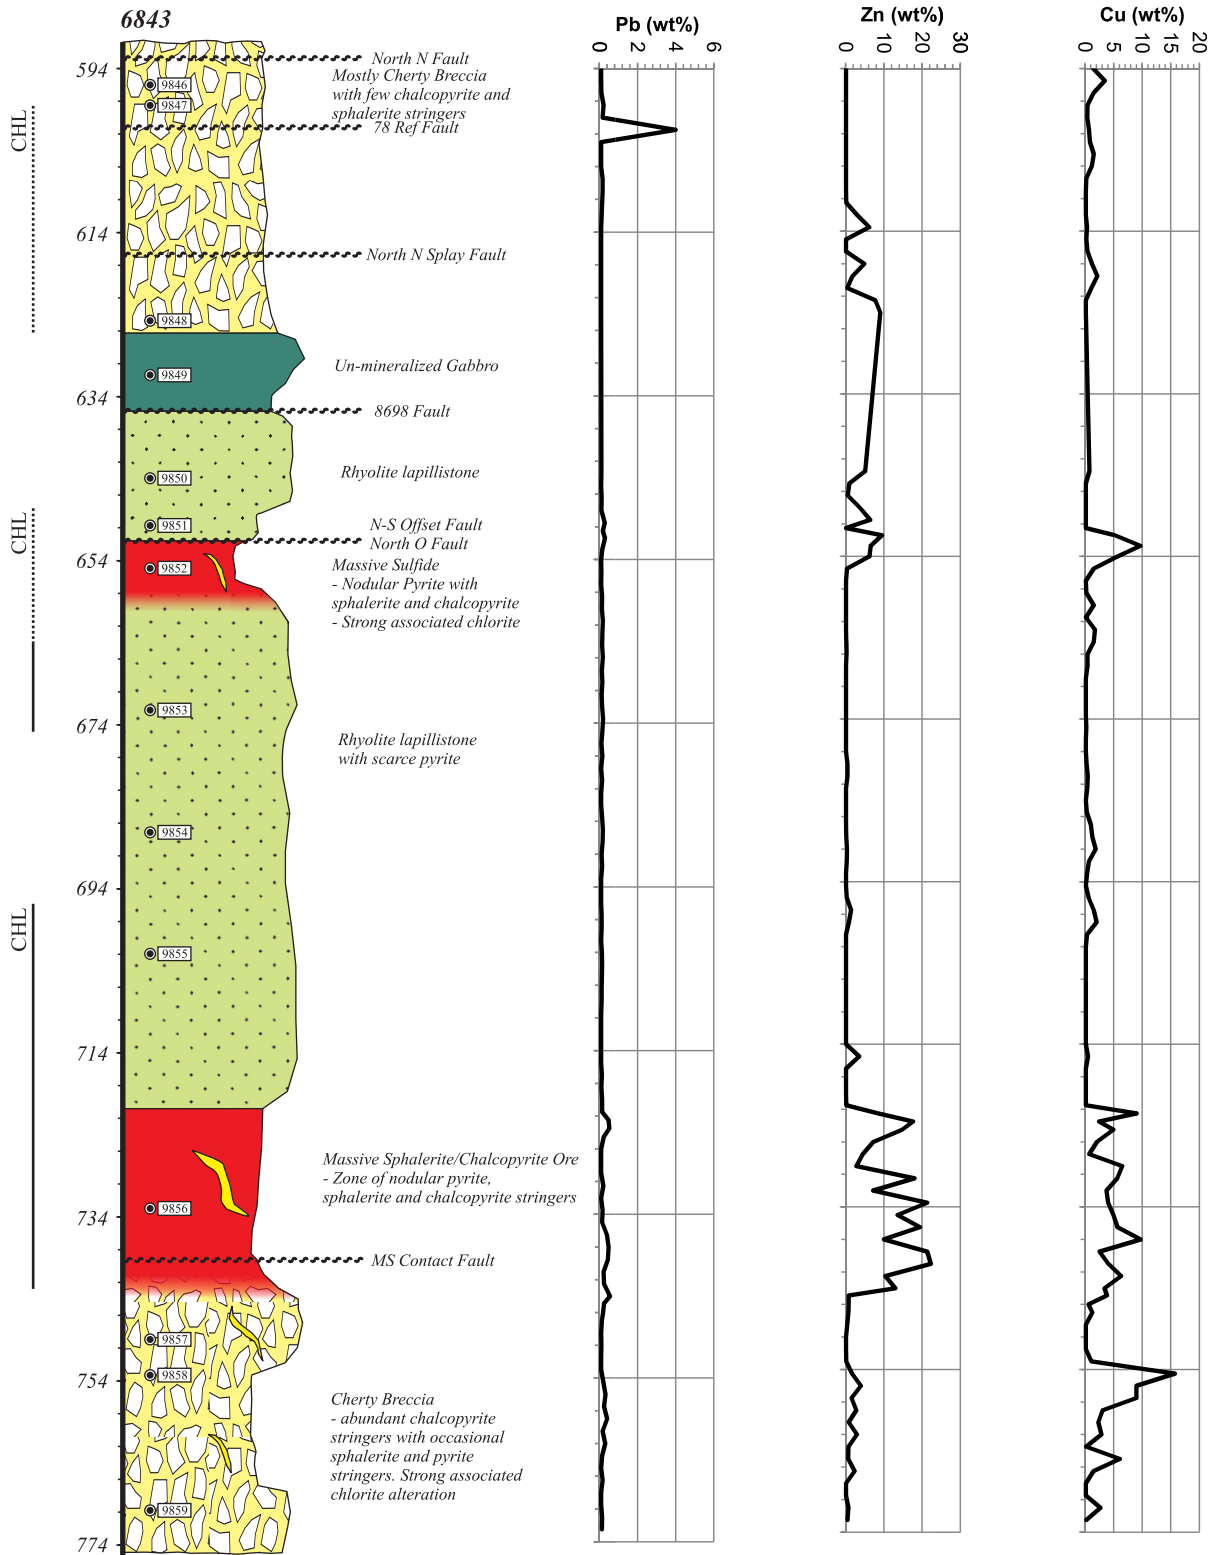 6843
Pb (wt%)
Zn (wt%)
Cu (wt%)
0 2 4 6
0 10 20 30
0 5 10 15 20
North N Fault
594
Mostly Cherty Breccia
9846
with few chalcopyrite and
9847
sphalerite stringers
CHL
78 Ref Fault
614
North N Splay Fault
9848
Un-mineralized Gabbro
9849
634
8698 Fault
Rhyolite lapillistone
9850
CHL
N-S Offset Fault
9851
North O Fault
654
Massive Sulfide
9852
- Nodular Pyrite with
sphalerite and chalcopyrite
- Strong associated chlorite
9853
674
Rhyolite lapillistone
with scarce pyrite
9854
694
CHL
9855
714
Massive Sphalerite/Chalcopyrite Ore
- Zone of nodular pyrite,
sphalerite and chalcopyrite stringers
9856
734
MS Contact Fault
9857
9858
754
Cherty Breccia
- abundant chalcopyrite
stringers with occasional
sphalerite and pyrite
stringers. Strong associated
chlorite alteration
9859
774